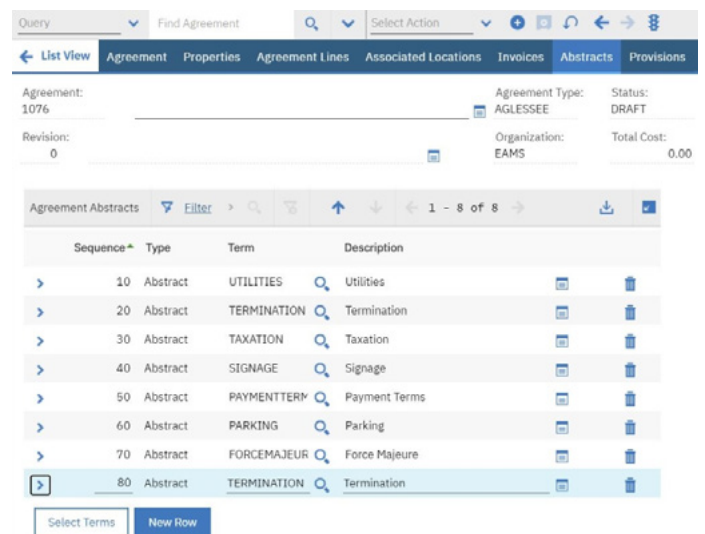 Query Find Agreement Select Action
List View Agreement Properties Agreement Lines Associated Locations Invoices Abstracts Provisions
Agreement: Agreement Type: Status:
1076 AGLESSEE DRAFT
Revision: Organization: Total Cost:
0 EAMS 0.00
Agreement Abstracts Filter 1 - 8 of 8
Sequence Type Term Description
10 Abstract UTILITIES Utilities
20 Abstract TERMINATION Termination
30 Abstract TAXATION Taxation
40 Abstract SIGNAGE Signage
50 Abstract PAYMENTTERM Payment Terms
60 Abstract PARKING Parking
70 Abstract FORCEMAJEUR Force Majeure
80 Abstract TERMINATION Termination
Select Terms New Row